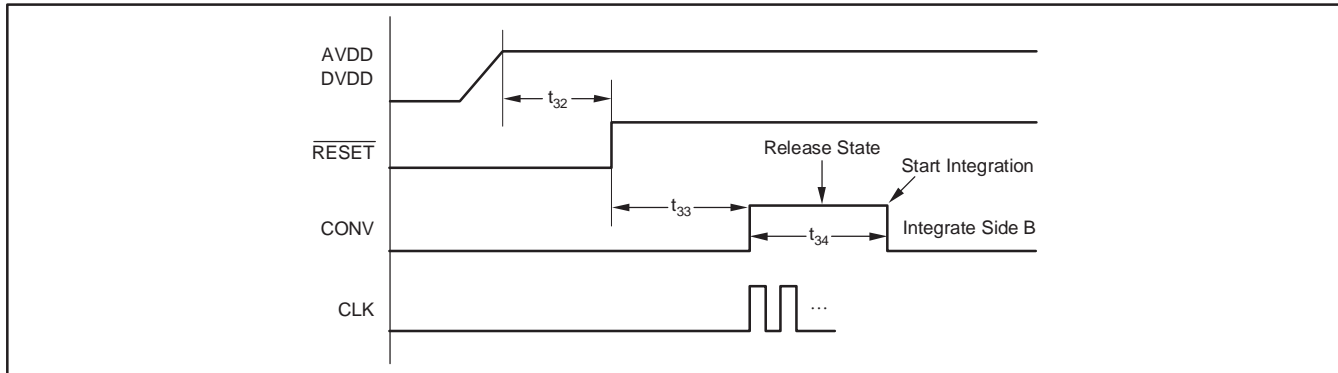 AVDD
DVDD
t32
RESET
Release State
Start Integration
t33
CONV
t34
Integrate Side B
CLK
...